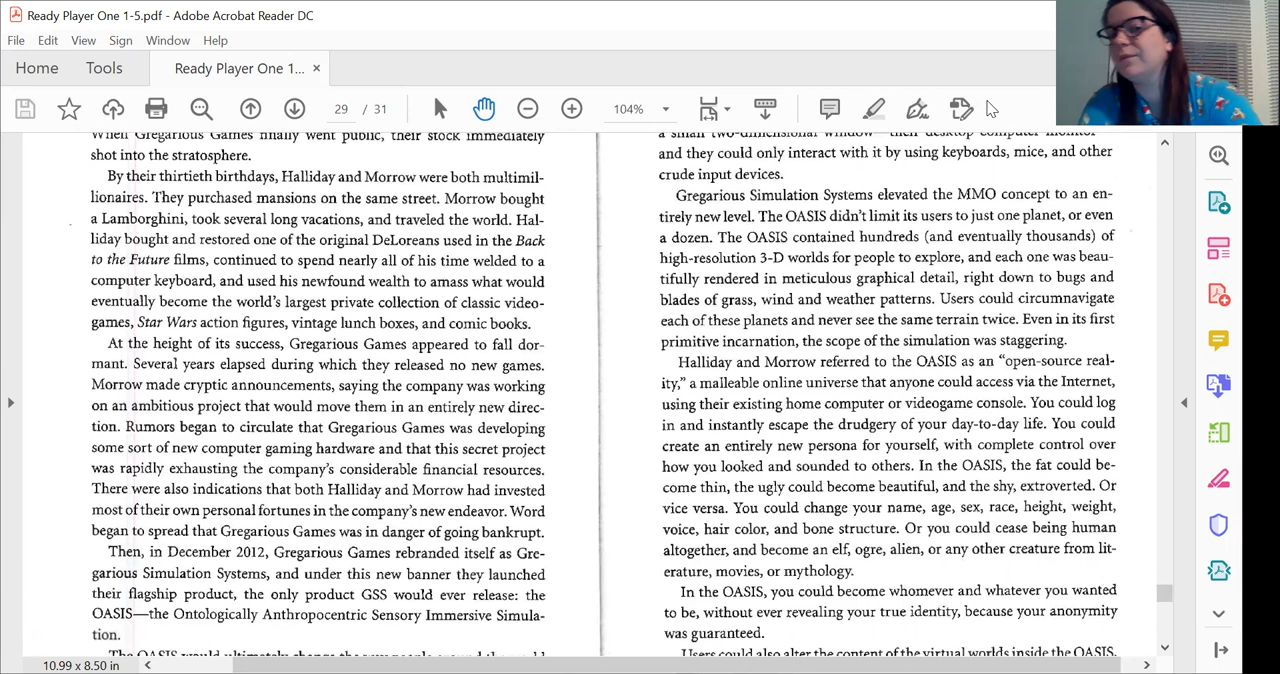 Ready Player One 1-5.pdf - Adobe Acrobat Reader DC
File Edit View Sign Window Help
Home Tools Ready Player One 1... ×
29 / 31 104%
When Gregarious Games finally went public, their stock immediately
shot into the stratosphere.
By their thirtieth birthdays, Halliday and Morrow were both multimil-
lionaires. They purchased mansions on the same street. Morrow bought
a Lamborghini, took several long vacations, and traveled the world. Hal-
liday bought and restored one of the original DeLoreans used in the Back
to the Future films, continued to spend nearly all of his time welded to a
computer keyboard, and used his newfound wealth to amass what would
eventually become the world's largest private collection of classic video-
games, Star Wars action figures, vintage lunch boxes, and comic books.
At the height of its success, Gregarious Games appeared to fall dor-
mant. Several years elapsed during which they released no new games.
Morrow made cryptic announcements, saying the company was working
on an ambitious project that would move them in an entirely new direc-
tion. Rumors began to circulate that Gregarious Games was developing
some sort of new computer gaming hardware and that this secret project
was rapidly exhausting the company's considerable financial resources.
There were also indications that both Halliday and Morrow had invested
most of their own personal fortunes in the company's new endeavor. Word
began to spread that Gregarious Games was in danger of going bankrupt.
Then, in December 2012, Gregarious Games rebranded itself as Gre-
garious Simulation Systems, and under this new banner they launched
their flagship product, the only product GSS would ever release: the
OASIS—the Ontologically Anthropocentric Sensory Immersive Simula-
tion.
The OASIS would ultimately change the way people around the world
a small two-dimensional window—their desktop computer monitor—
and they could only interact with it by using keyboards, mice, and other
crude input devices.
Gregarious Simulation Systems elevated the MMO concept to an en-
tirely new level. The OASIS didn't limit its users to just one planet, or even
a dozen. The OASIS contained hundreds (and eventually thousands) of
high-resolution 3-D worlds for people to explore, and each one was beau-
tifully rendered in meticulous graphical detail, right down to bugs and
blades of grass, wind and weather patterns. Users could circumnavigate
each of these planets and never see the same terrain twice. Even in its first
primitive incarnation, the scope of the simulation was staggering.
Halliday and Morrow referred to the OASIS as an "open-source real-
ity," a malleable online universe that anyone could access via the Internet,
using their existing home computer or videogame console. You could log
in and instantly escape the drudgery of your day-to-day life. You could
create an entirely new persona for yourself, with complete control over
how you looked and sounded to others. In the OASIS, the fat could be-
come thin, the ugly could become beautiful, and the shy, extroverted. Or
vice versa. You could change your name, age, sex, race, height, weight,
voice, hair color, and bone structure. Or you could cease being human
altogether, and become an elf, ogre, alien, or any other creature from lit-
erature, movies, or mythology.
In the OASIS, you could become whomever and whatever you wanted
to be, without ever revealing your true identity, because your anonymity
was guaranteed.
Users could also alter the content of the virtual worlds inside the OASIS,
10.99 x 8.50 in